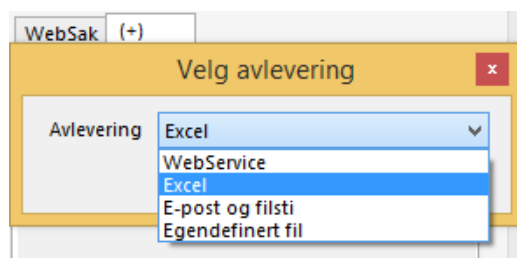 WebSak (+)
Velg avlevering
x
Avlevering Excel
WebService
Excel
E-post og filsti
Egendefinert fil